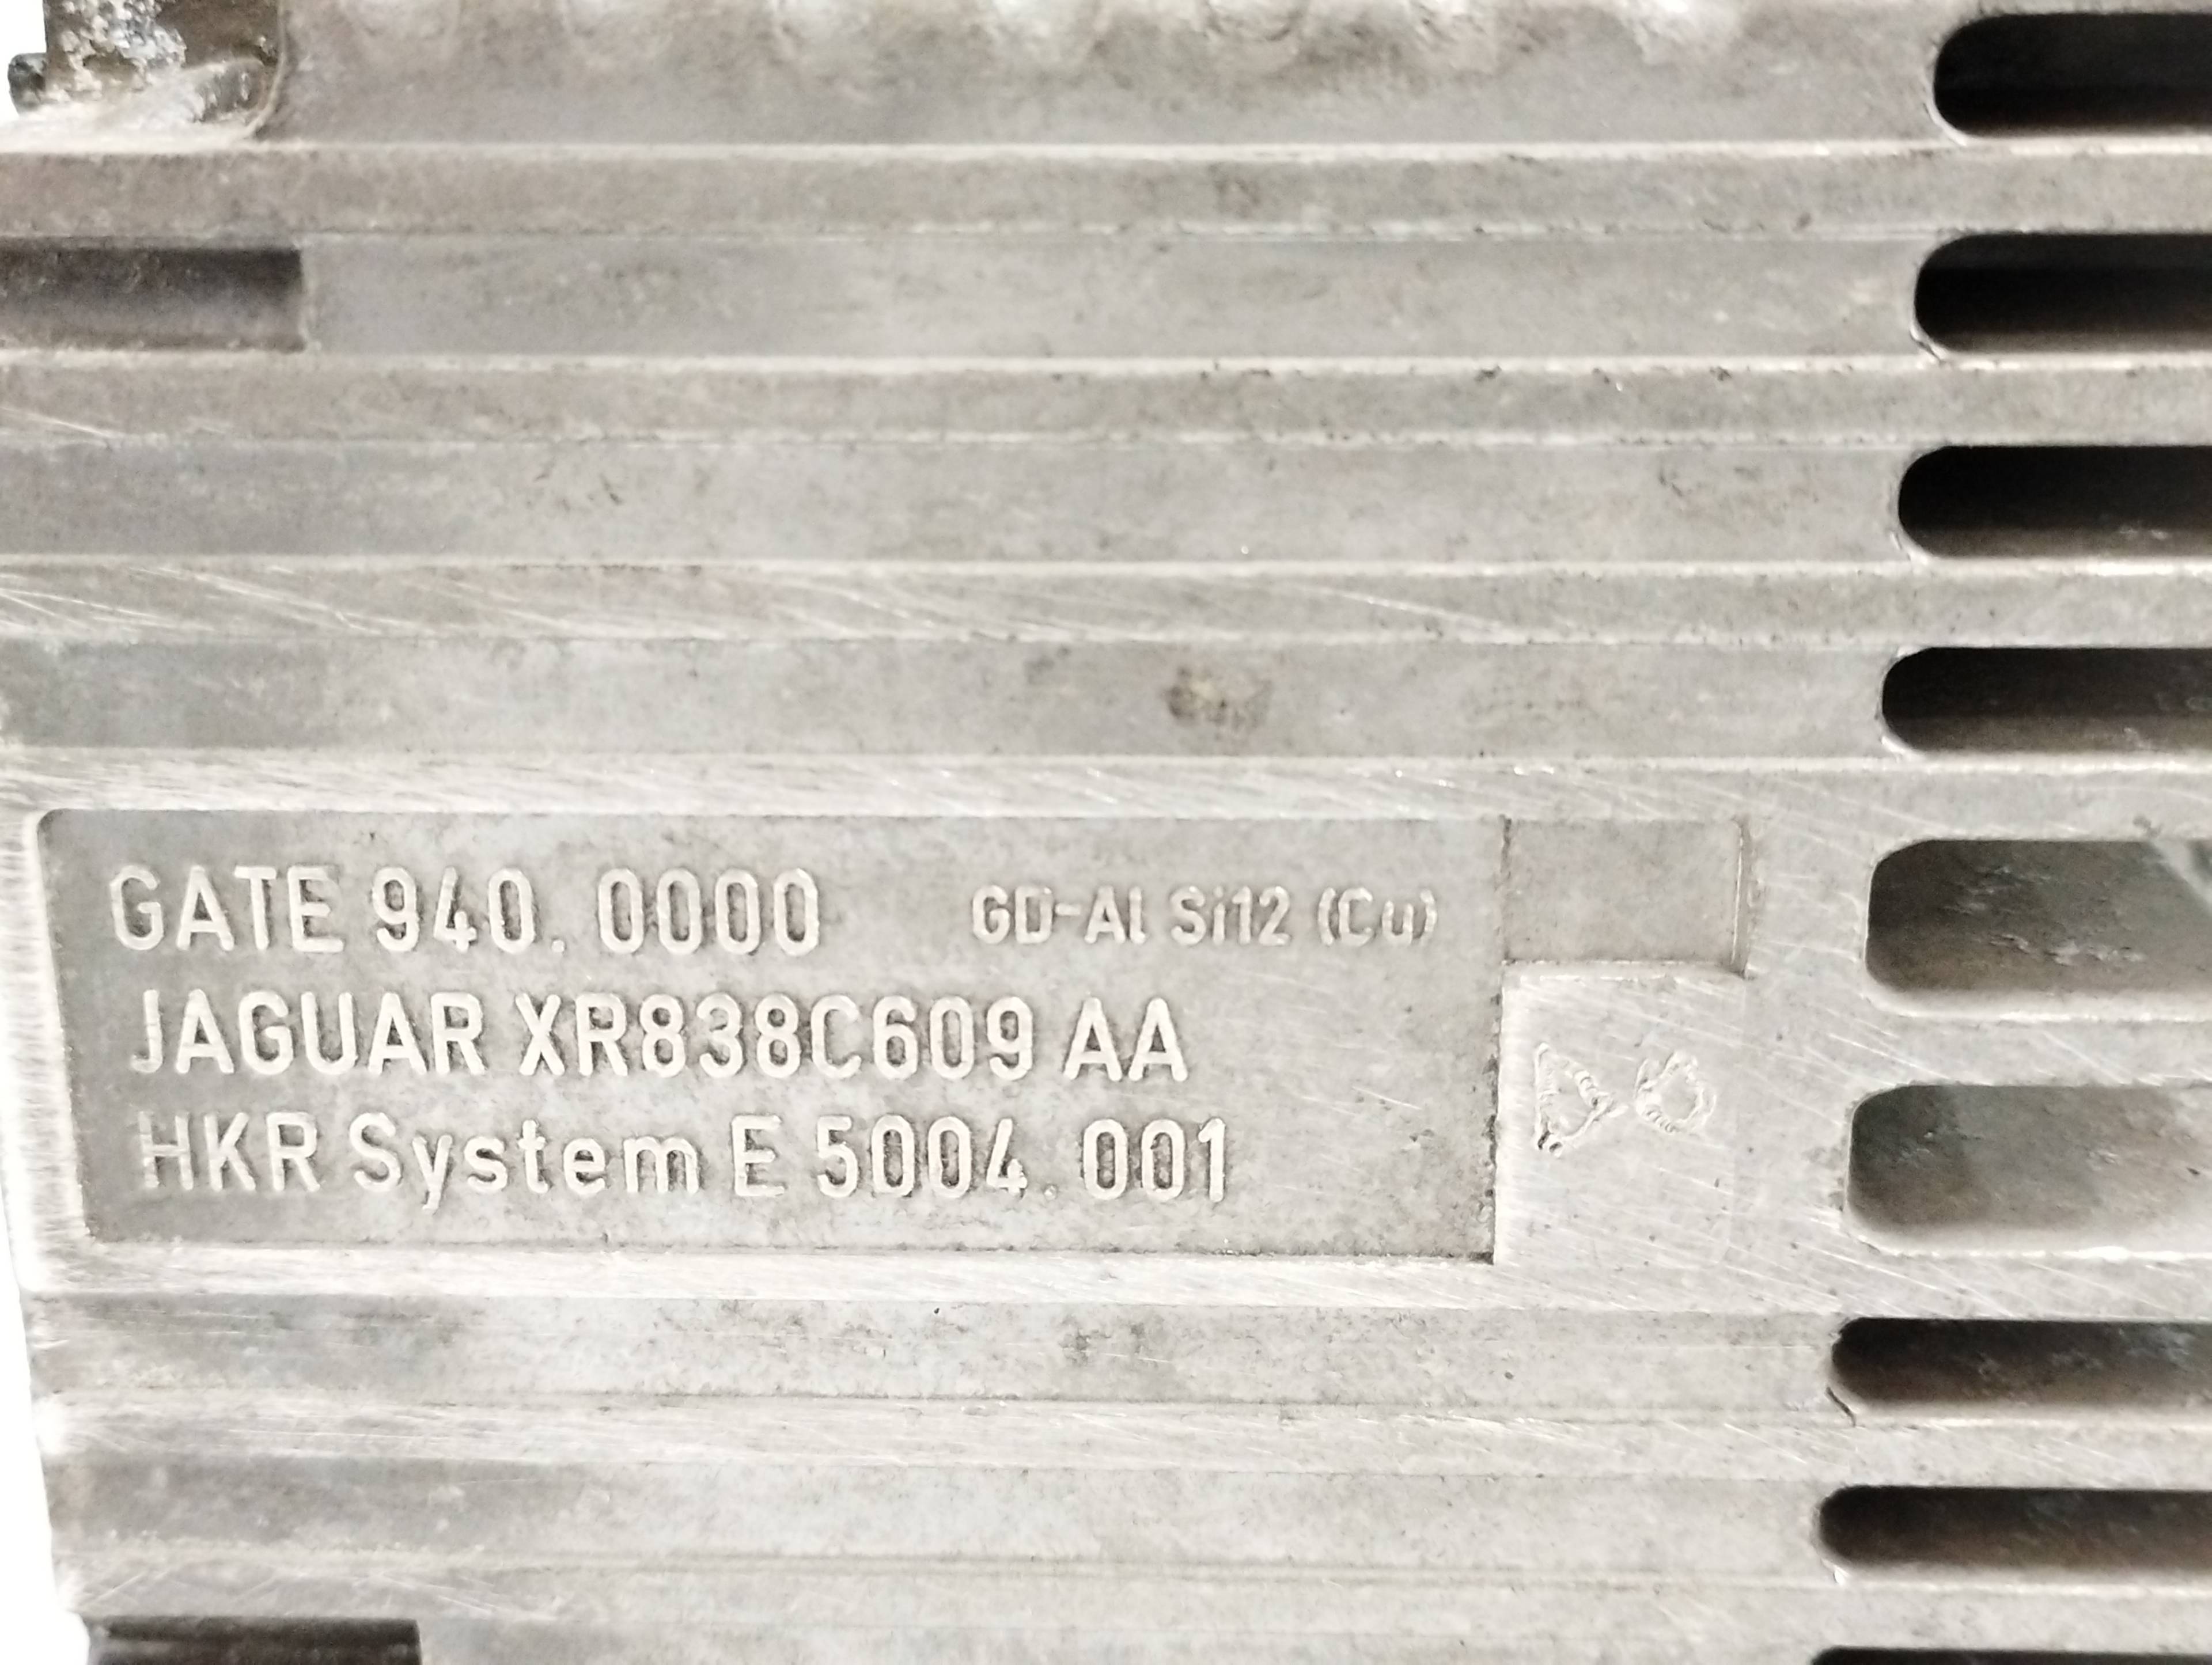 GATE 940. 0000 GD-Al Si12 (Cu)
JAGUAR XR838C609 AA
HKR System E 5004.001